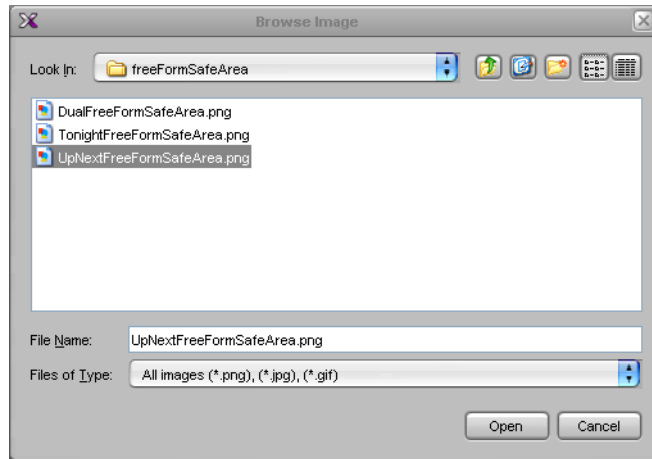 Browse Image
Look In: freeFormSafeArea
DualFreeFormSafeArea.png
TonightFreeFormSafeArea.png
UpNextFreeFormSafeArea.png
File Name: UpNextFreeFormSafeArea.png
Files of Type: All images (*.png), (*.jpg), (*.gif)
Open Cancel